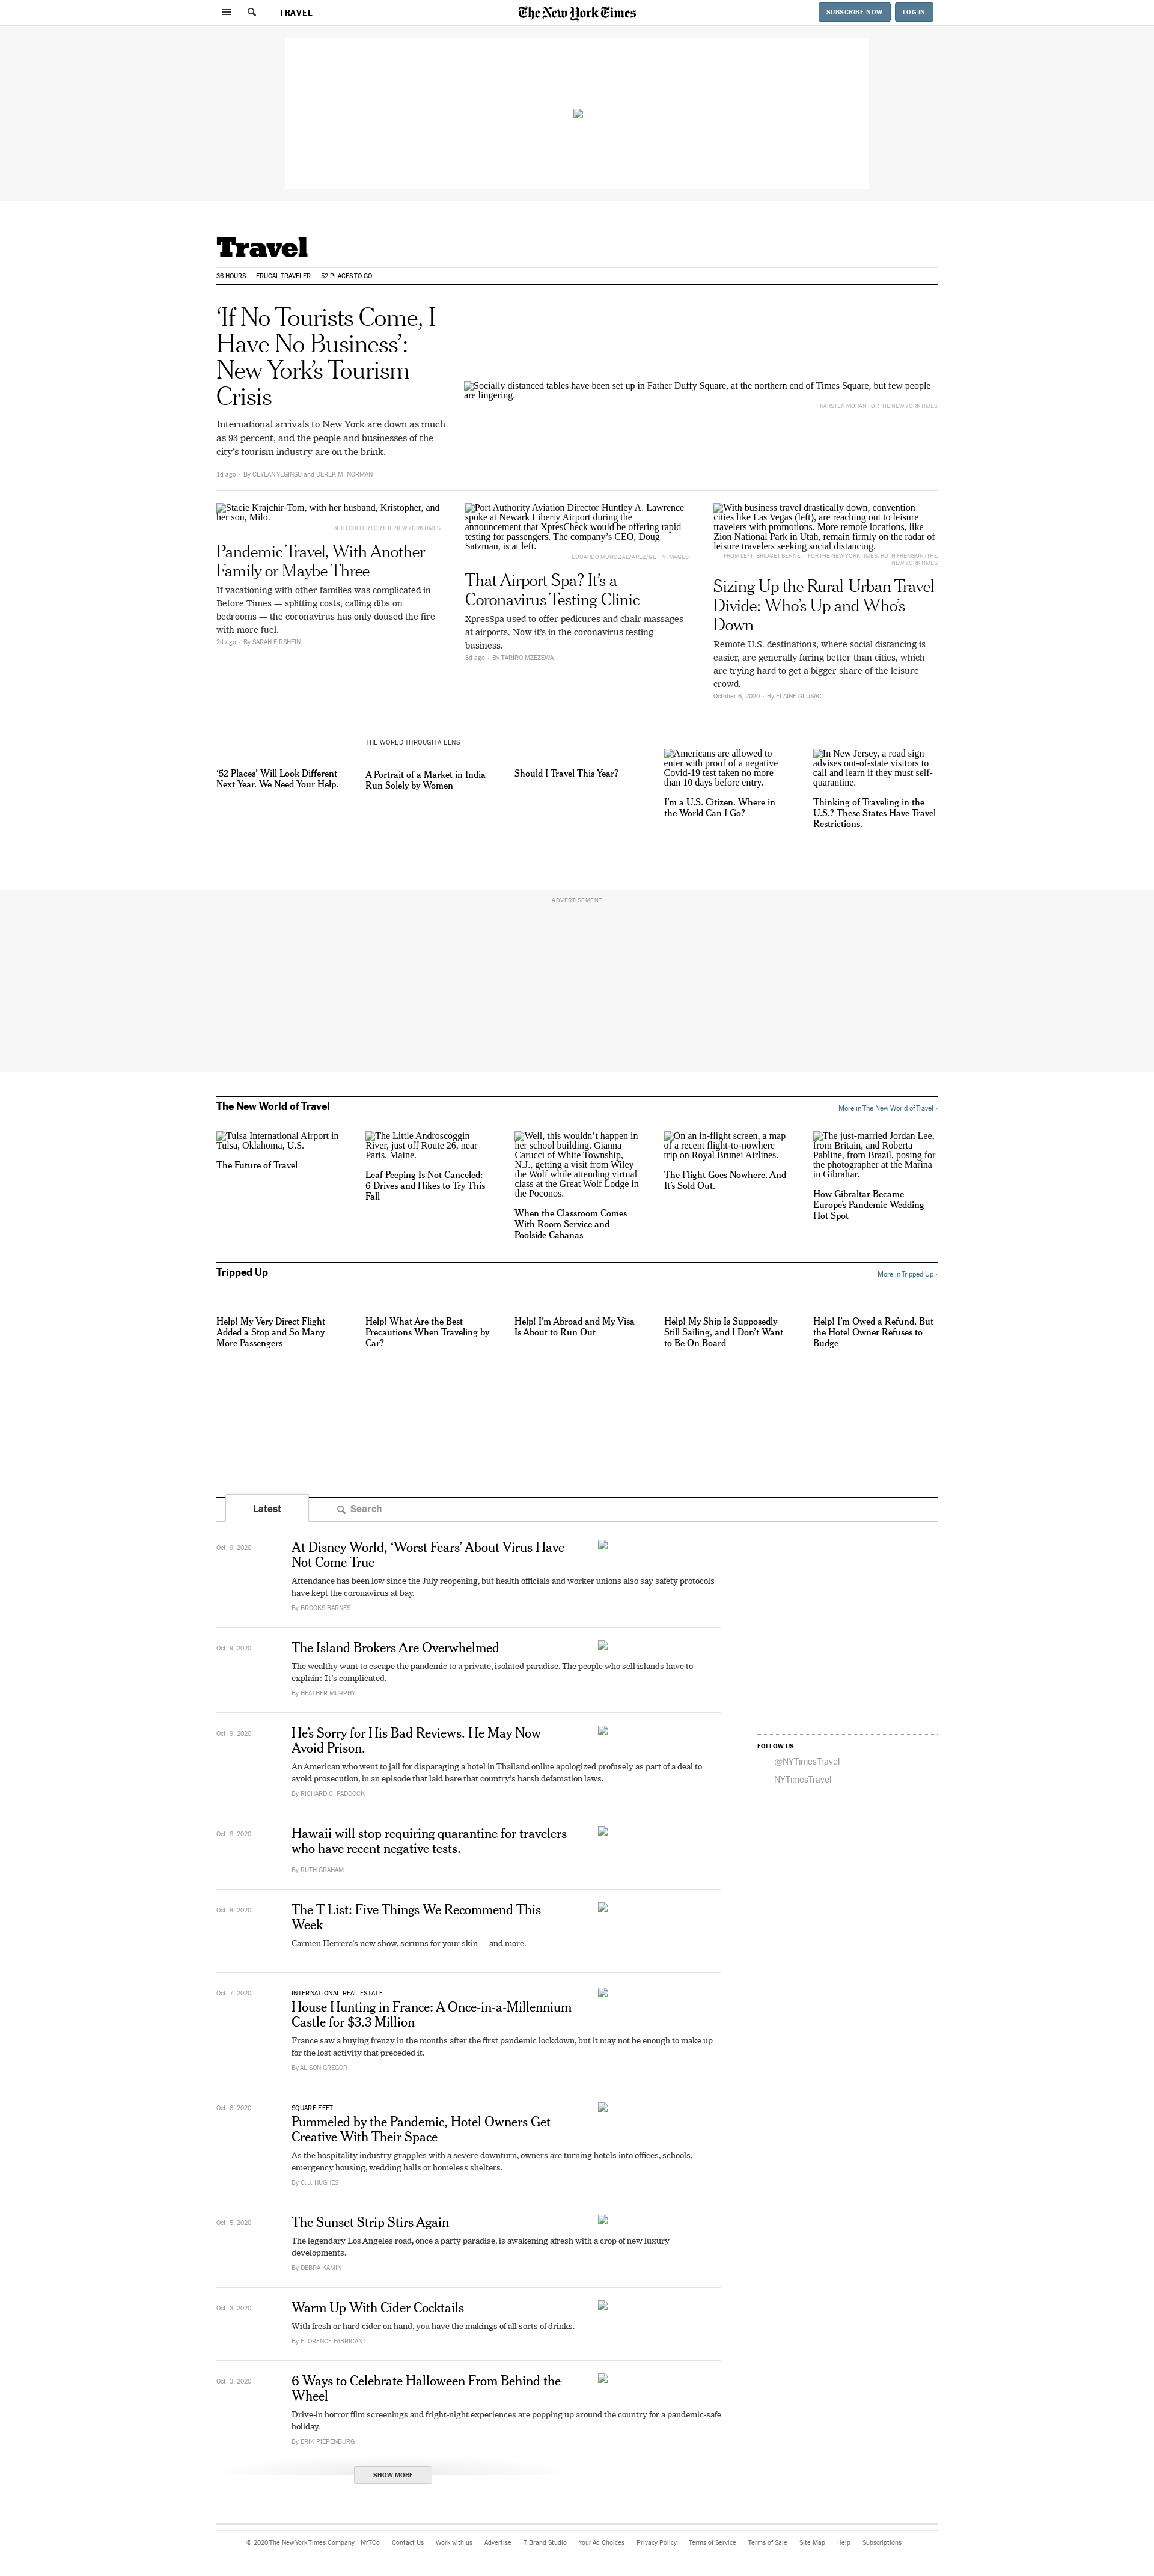 TRAVEL
The New York Times
SUBSCRIBE NOW
LOG IN
Travel
36 HOURS
FRUGAL TRAVELER
52 PLACES TO GO
‘If No Tourists Come, I
Have No Business’:
New York’s Tourism
Crisis
International arrivals to New York are down as much
as 93 percent, and the people and businesses of the
city’s tourism industry are on the brink.
1d ago • By CEYLAN YEGINSU and DEREK M. NORMAN
Socially distanced tables have been set up in Father Duffy Square, at the northern end of Times Square, but few people
are lingering.
KARSTEN MORAN FOR THE NEW YORK TIMES
Stacie Krajchir-Tom, with her husband, Kristopher, and
her son, Milo.
BETH COLLER FOR THE NEW YORK TIMES
Pandemic Travel, With Another
Family or Maybe Three
If vacationing with other families was complicated in
Before Times — splitting costs, calling dibs on
bedrooms — the coronavirus has only doused the fire
with more fuel.
2d ago • By SARAH FIRSHEIN
Port Authority Aviation Director Huntley A. Lawrence
spoke at Newark Liberty Airport during the
announcement that XpresCheck would be offering rapid
testing for passengers. The company’s CEO, Doug
Satzman, is at left.
EDUARDO MUNOZ ALVAREZ/GETTY IMAGES
That Airport Spa? It’s a
Coronavirus Testing Clinic
XpresSpa used to offer pedicures and chair massages
at airports. Now it’s in the coronavirus testing
business.
3d ago • By TARIRO MZEZEWA
With business travel drastically down, convention
cities like Las Vegas (left), are reaching out to leisure
travelers with promotions. More remote locations, like
Zion National Park in Utah, remain firmly on the radar of
leisure travelers seeking social distancing.
FROM LEFT: BRIDGET BENNETT FOR THE NEW YORK TIMES; RUTH FREMSON/THE
NEW YORK TIMES
Sizing Up the Rural-Urban Travel
Divide: Who’s Up and Who’s
Down
Remote U.S. destinations, where social distancing is
easier, are generally faring better than cities, which
are trying hard to get a bigger share of the leisure
crowd.
October 6, 2020 • By ELAINE GLUSAC
‘52 Places’ Will Look Different
Next Year. We Need Your Help.
THE WORLD THROUGH A LENS
A Portrait of a Market in India
Run Solely by Women
Should I Travel This Year?
Americans are allowed to
enter with proof of a negative
Covid-19 test taken no more
than 10 days before entry.
I’m a U.S. Citizen. Where in
the World Can I Go?
In New Jersey, a road sign
advises out-of-state visitors to
call and learn if they must self-
quarantine.
Thinking of Traveling in the
U.S.? These States Have Travel
Restrictions.
ADVERTISEMENT
The New World of Travel
More in The New World of Travel ›
Tulsa International Airport in
Tulsa, Oklahoma, U.S.
The Future of Travel
The Little Androscoggin
River, just off Route 26, near
Paris, Maine.
Leaf Peeping Is Not Canceled:
6 Drives and Hikes to Try This
Fall
Well, this wouldn’t happen in
her school building. Gianna
Carucci of White Township,
N.J., getting a visit from Wiley
the Wolf while attending virtual
class at the Great Wolf Lodge in
the Poconos.
When the Classroom Comes
With Room Service and
Poolside Cabanas
On an in-flight screen, a map
of a recent flight-to-nowhere
trip on Royal Brunei Airlines.
The Flight Goes Nowhere. And
It’s Sold Out.
The just-married Jordan Lee,
from Britain, and Roberta
Pabline, from Brazil, posing for
the photographer at the Marina
in Gibraltar.
How Gibraltar Became
Europe’s Pandemic Wedding
Hot Spot
Tripped Up
More in Tripped Up ›
Help! My Very Direct Flight
Added a Stop and So Many
More Passengers
Help! What Are the Best
Precautions When Traveling by
Car?
Help! I’m Abroad and My Visa
Is About to Run Out
Help! My Ship Is Supposedly
Still Sailing, and I Don’t Want
to Be On Board
Help! I’m Owed a Refund, But
the Hotel Owner Refuses to
Budge
Latest
Search
Oct. 9, 2020
At Disney World, ‘Worst Fears’ About Virus Have
Not Come True
Attendance has been low since the July reopening, but health officials and worker unions also say safety protocols
have kept the coronavirus at bay.
By BROOKS BARNES
Oct. 9, 2020
The Island Brokers Are Overwhelmed
The wealthy want to escape the pandemic to a private, isolated paradise. The people who sell islands have to
explain: It’s complicated.
By HEATHER MURPHY
Oct. 9, 2020
He’s Sorry for His Bad Reviews. He May Now
Avoid Prison.
An American who went to jail for disparaging a hotel in Thailand online apologized profusely as part of a deal to
avoid prosecution, in an episode that laid bare that country’s harsh defamation laws.
By RICHARD C. PADDOCK
FOLLOW US
@NYTimesTravel
NYTimesTravel
Oct. 8, 2020
Hawaii will stop requiring quarantine for travelers
who have recent negative tests.
By RUTH GRAHAM
Oct. 8, 2020
The T List: Five Things We Recommend This
Week
Carmen Herrera’s new show, serums for your skin — and more.
Oct. 7, 2020
INTERNATIONAL REAL ESTATE
House Hunting in France: A Once-in-a-Millennium
Castle for $3.3 Million
France saw a buying frenzy in the months after the first pandemic lockdown, but it may not be enough to make up
for the lost activity that preceded it.
By ALISON GREGOR
Oct. 6, 2020
SQUARE FEET
Pummeled by the Pandemic, Hotel Owners Get
Creative With Their Space
As the hospitality industry grapples with a severe downturn, owners are turning hotels into offices, schools,
emergency housing, wedding halls or homeless shelters.
By C. J. HUGHES
Oct. 5, 2020
The Sunset Strip Stirs Again
The legendary Los Angeles road, once a party paradise, is awakening afresh with a crop of new luxury
developments.
By DEBRA KAMIN
Oct. 3, 2020
Warm Up With Cider Cocktails
With fresh or hard cider on hand, you have the makings of all sorts of drinks.
By FLORENCE FABRICANT
Oct. 3, 2020
6 Ways to Celebrate Halloween From Behind the
Wheel
Drive-in horror film screenings and fright-night experiences are popping up around the country for a pandemic-safe
holiday.
By ERIK PIEPENBURG
SHOW MORE
© 2020 The New York Times Company NYTCo Contact Us Work with us Advertise T Brand Studio Your Ad Choices Privacy Policy Terms of Service Terms of Sale Site Map Help Subscriptions